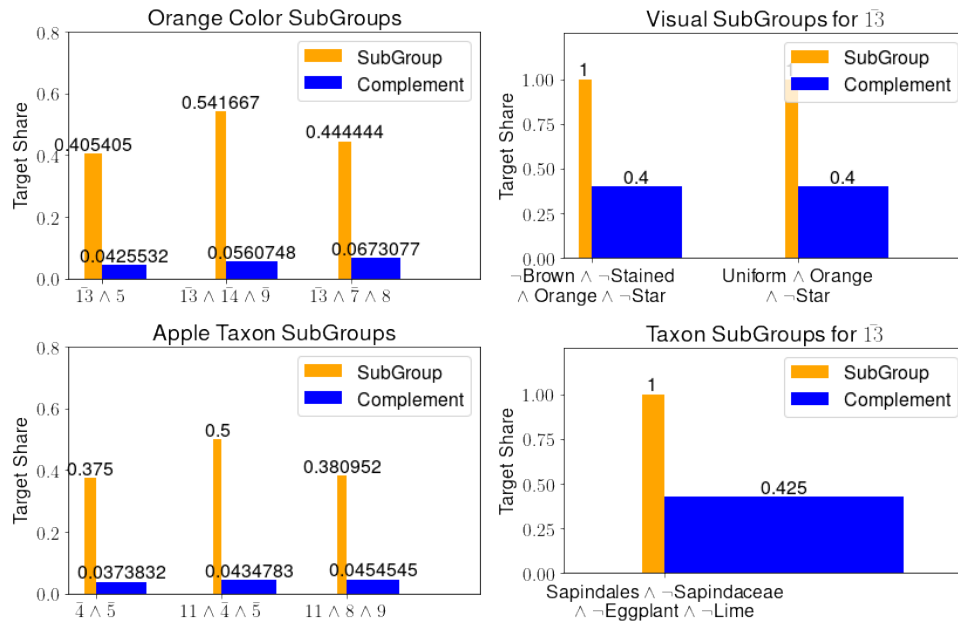 Orange Color SubGroups
Target Share
0.8
0.6
0.4
0.2
0.0
SubGroup
Complement
0.405405
0.0425532
0.541667
0.0560748
0.444444
0.0673077
1̄3 ∧ 5̄
1̄3 ∧ 1̄4 ∧ 9̄
1̄3 ∧ 7̄ ∧ 8
Visual SubGroups for 1̄3
Target Share
1.00
0.75
0.50
0.25
0.00
SubGroup
Complement
1
0.4
0.4
¬Brown ∧ ¬Stained
∧ Orange ∧ ¬Star
Uniform ∧ Orange
∧ ¬Star
Apple Taxon SubGroups
Target Share
0.8
0.6
0.4
0.2
0.0
SubGroup
Complement
0.375
0.0373832
0.5
0.0434783
0.380952
0.0454545
4̄ ∧ 5̄
11 ∧ 4̄ ∧ 5̄
11 ∧ 8 ∧ 9
Taxon SubGroups for 1̄3
Target Share
1.00
0.75
0.50
0.25
0.00
SubGroup
Complement
1
0.425
Sapindales ∧ ¬Sapindaceae
∧ ¬Eggplant ∧ ¬Lime